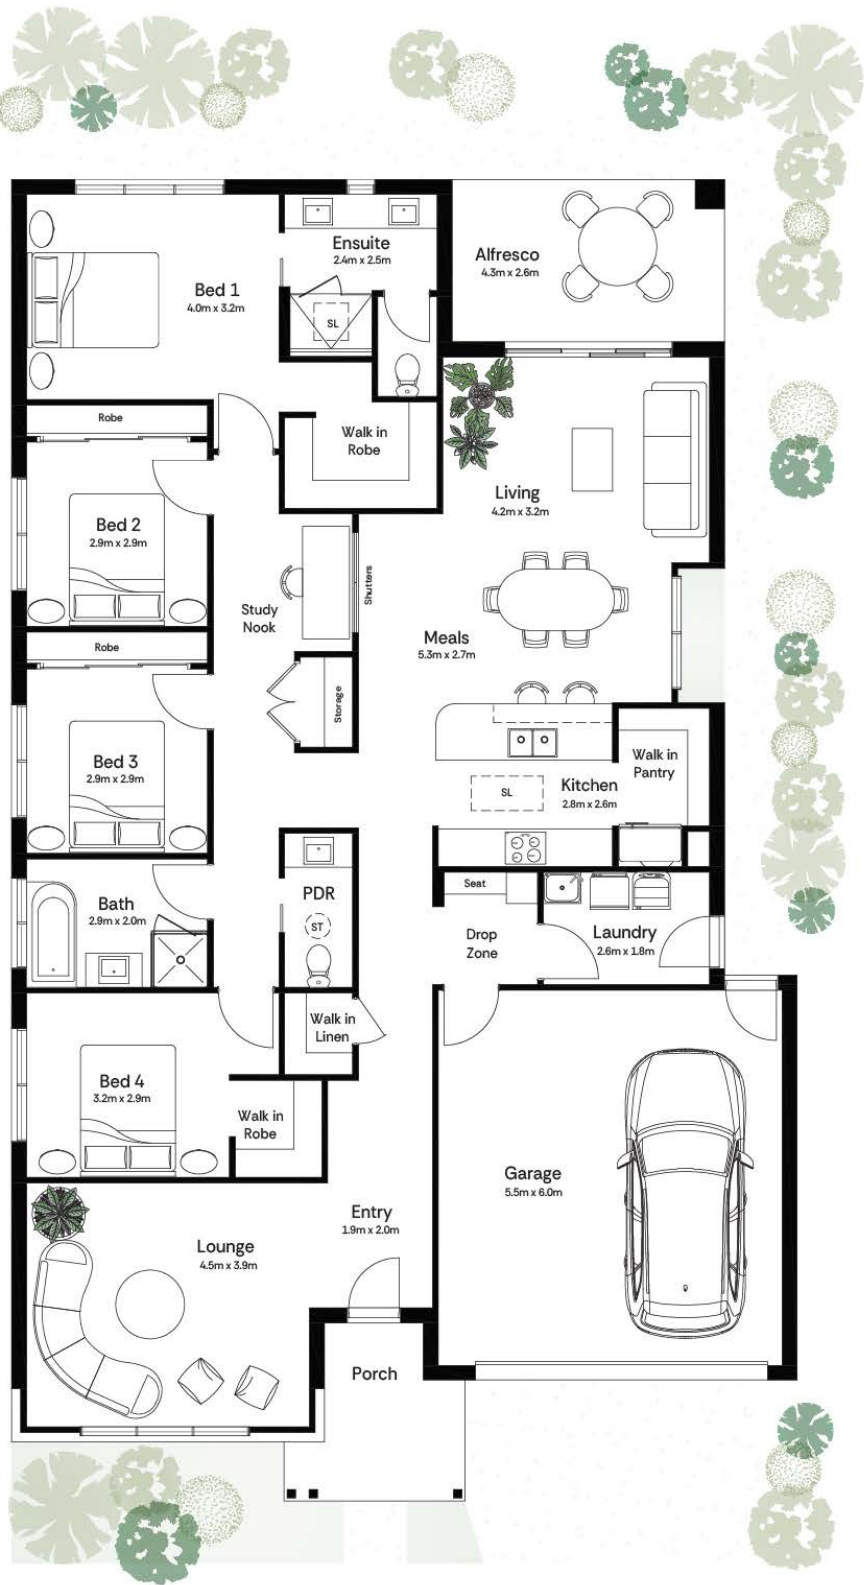 Ensuite
2.4m x 2.5m
Alfresco
4.3m x 2.6m
Bed 1
4.0m x 3.2m
SL
Robe
Walk in
Robe
Living
4.2m x 3.2m
Bed 2
2.9m x 2.9m
Shutters
Study
Nook
Meals
5.3m x 2.7m
Robe
Storage
Bed 3
2.9m x 2.9m
Walk in
Pantry
Kitchen
2.8m x 2.6m
SL
Bath
2.9m x 2.0m
PDR
ST
Seat
Drop
Zone
Laundry
2.6m x 1.8m
Walk in
Linen
Bed 4
3.2m x 2.9m
Walk in
Robe
Garage
5.5m x 6.0m
Entry
1.9m x 2.0m
Lounge
4.5m x 3.9m
Porch